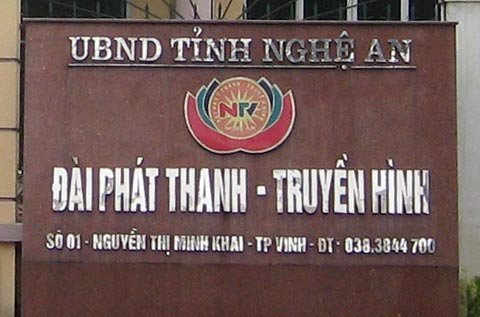 UBND TỈNH NGHỆ AN
NTV
ĐÀI PHÁT THANH - TRUYỀN HÌNH
SỐ 01 - NGUYỄN THỊ MINH KHAI - TP VINH - ĐT - 038.3844 700